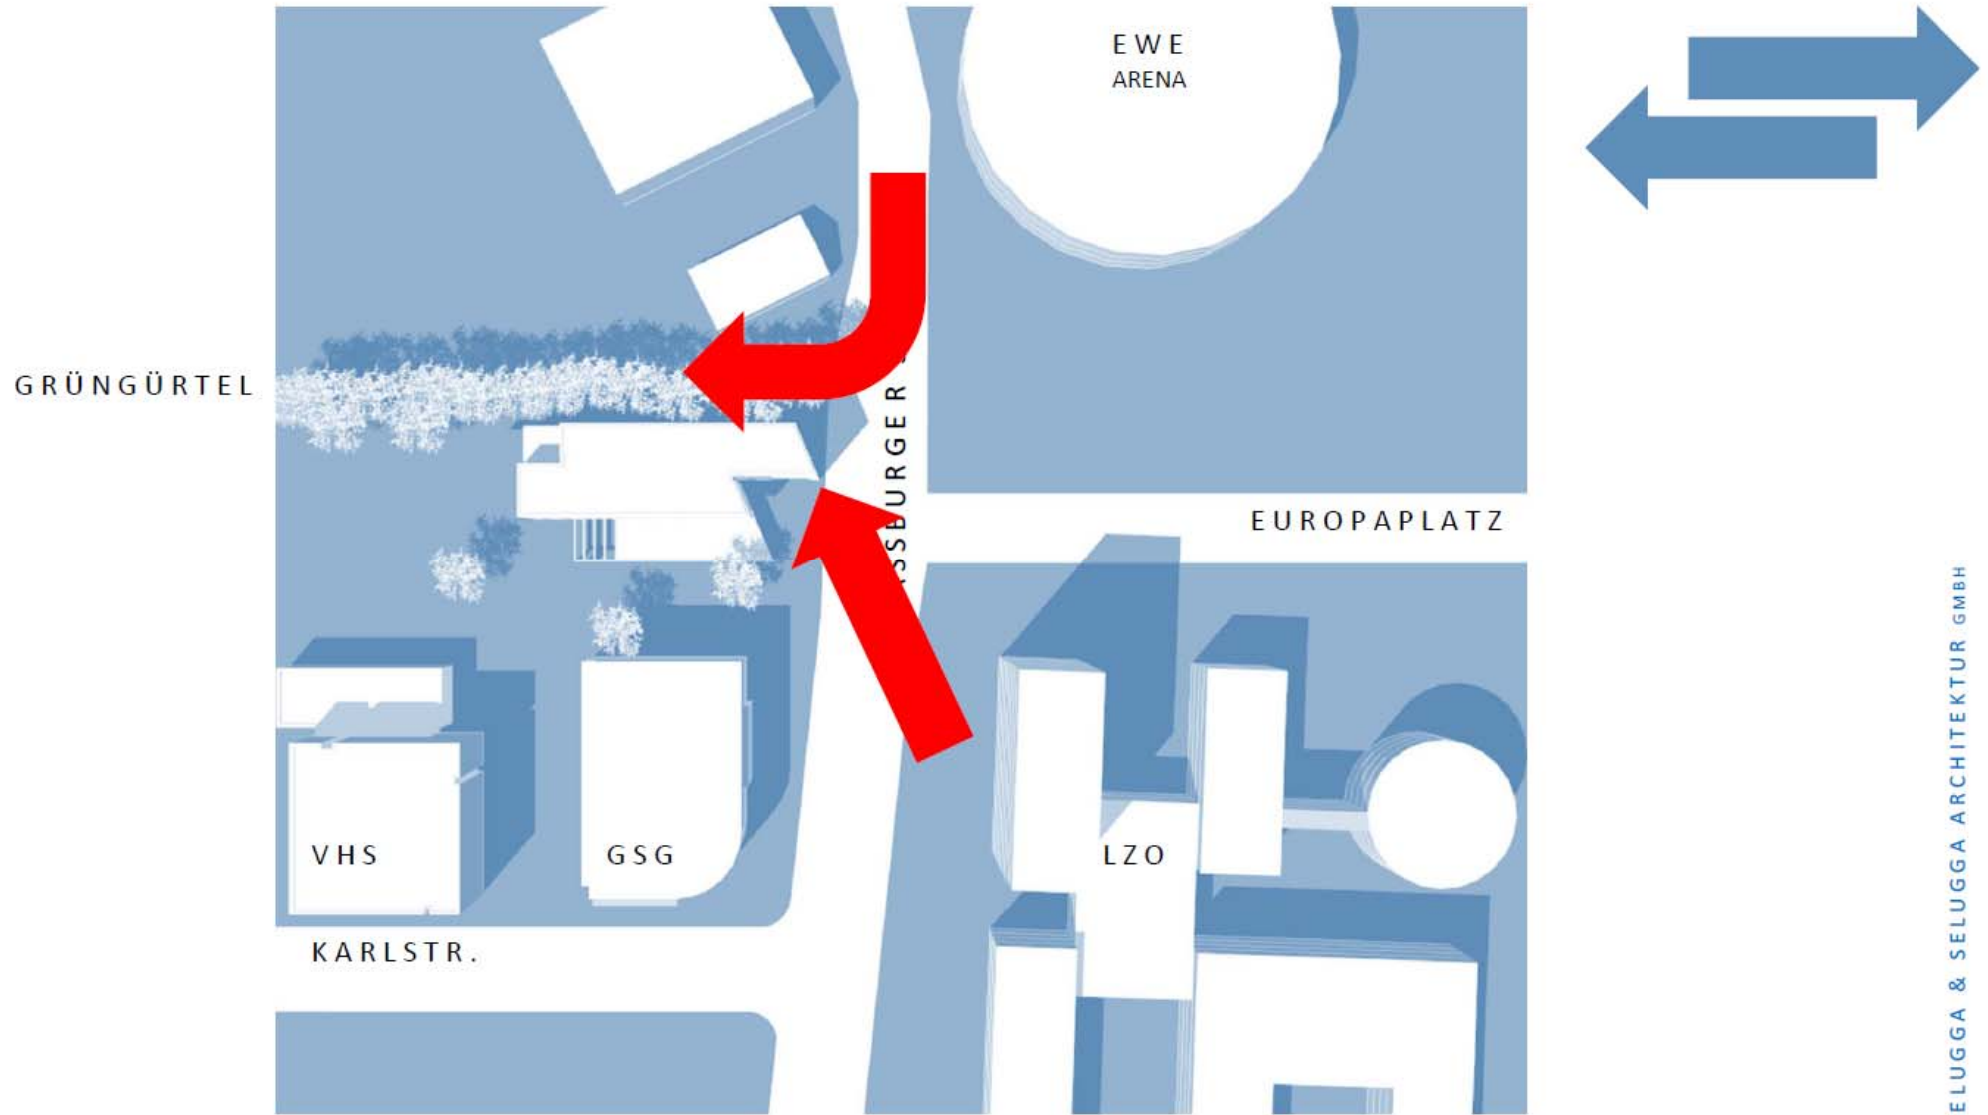 EWE
ARENA
GRÜNGÜRTEL
EUROPAPLATZ
VHS
GSG
LZO
KARLSTR.
ELUGGA & SELUGGA ARCHITEKTUR GMBH